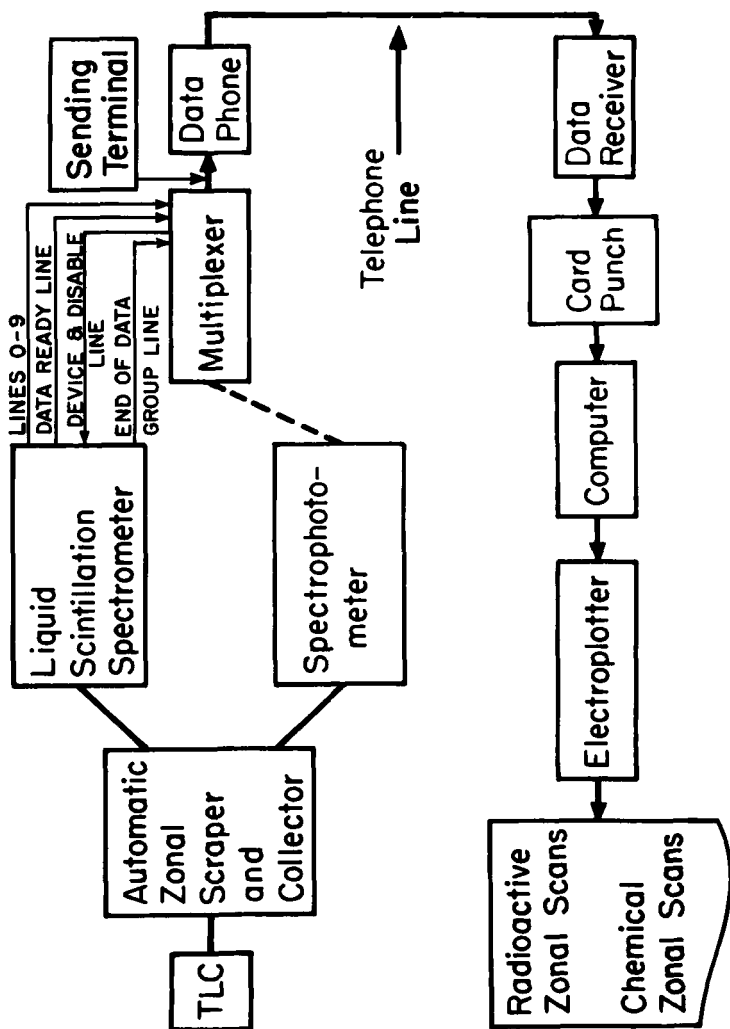 TLC
Automatic
Zonal
Scraper
and
Collector
Liquid
Scintillation
Spectrometer
LINES 0-9
DATA READY LINE
DEVICE & DISABLE
LINE
END OF DATA
GROUP LINE
Spectrophoto-
meter
Multiplexer
Sending
Terminal
Data
Phone
Telephone
Line
Data
Receiver
Card
Punch
Computer
Electroplotter
Radioactive
Zonal Scans
Chemical
Zonal Scans